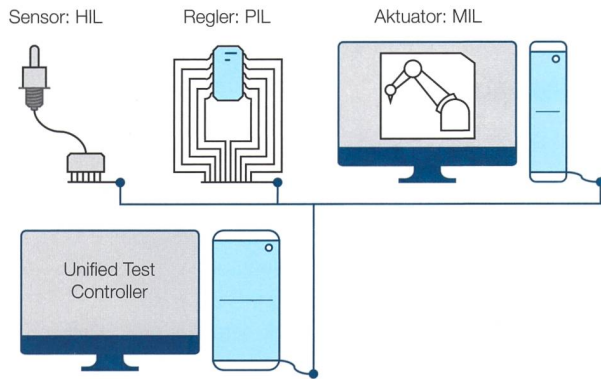 Sensor: HIL
Regler: PIL
Aktuator: MIL
Unified Test
Controller